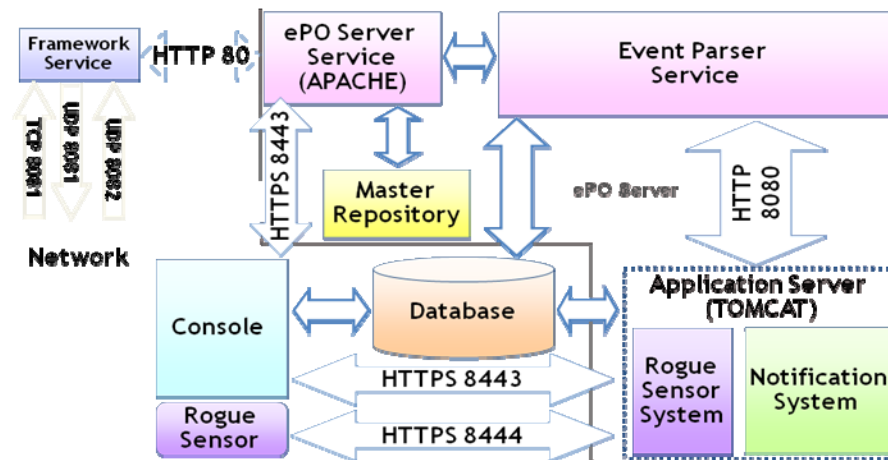 Framework
Service
HTTP 80
ePO Server
Service
(APACHE)
Event Parser
Service
TCP 8081
UDP 8081
UDP 8082
HTTPS 8443
Master
Repository
ePO Server
HTTP
8080
Network
Console
Database
Application Server
(TOMCAT)
Rogue
Sensor
System
Notification
System
HTTPS 8443
Rogue
Sensor
HTTPS 8444